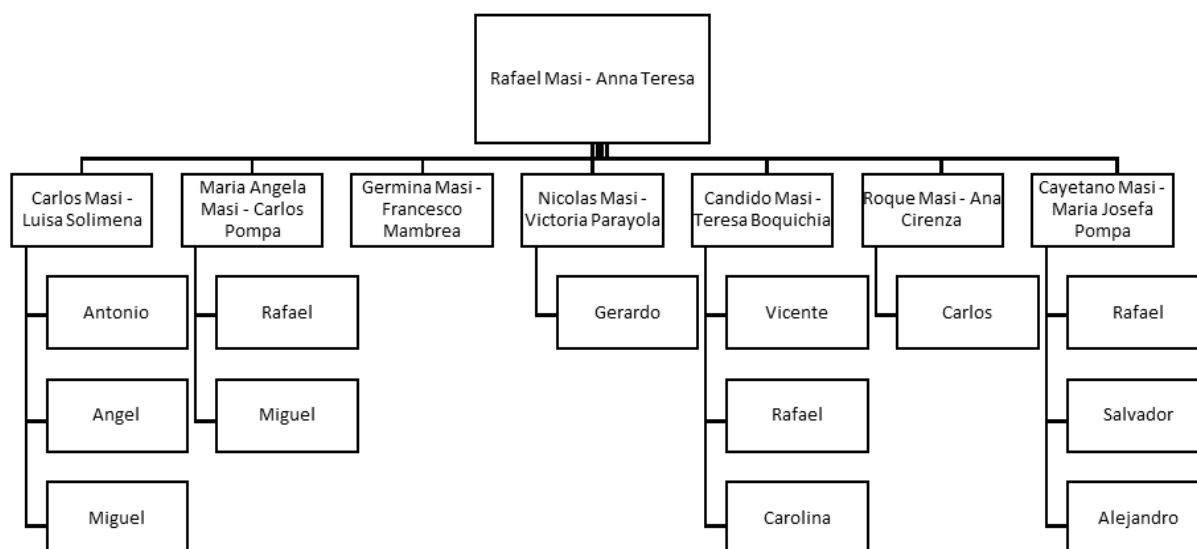 Rafael Masi - Anna Teresa
Carlos Masi -
Luisa Solimena
Maria Angela
Masi - Carlos
Pompa
Germina Masi -
Francesco
Mambrea
Nicolas Masi -
Victoria Parayola
Candido Masi -
Teresa Boquichia
Roque Masi - Ana
Cirenza
Cayetano Masi -
Maria Josefa
Pompa
Antonio
Rafael
Gerardo
Vicente
Carlos
Rafael
Angel
Miguel
Rafael
Salvador
Miguel
Carolina
Alejandro